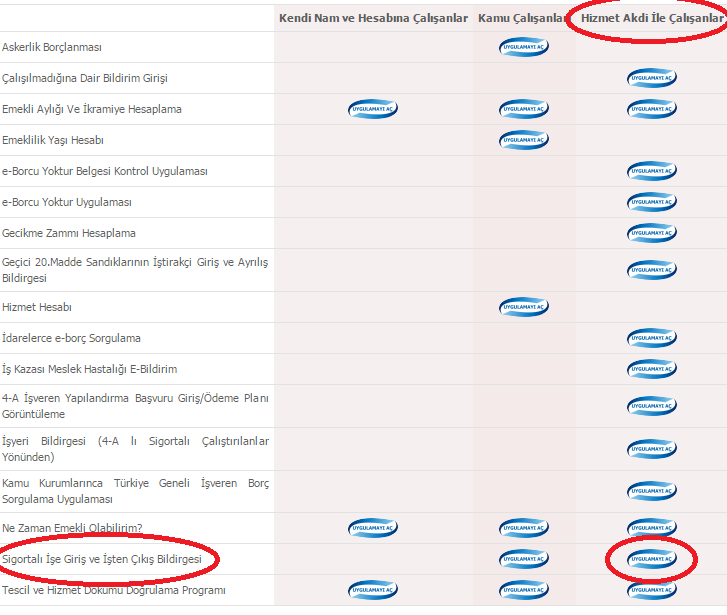 Kendi Nam ve Hesabına Çalışanlar Kamu Çalışanları Hizmet Akdi İle Çalışanlar
Askerlik Borçlanması UYGULAMAYI AÇ
Çalışılmadığına Dair Bildirim Girişi UYGULAMAYI AÇ
Emekli Aylığı Ve İkramiye Hesaplama UYGULAMAYI AÇ UYGULAMAYI AÇ UYGULAMAYI AÇ
Emeklilik Yaşı Hesabı UYGULAMAYI AÇ
e-Borcu Yoktur Belgesi Kontrol Uygulaması UYGULAMAYI AÇ
e-Borcu Yoktur Uygulaması UYGULAMAYI AÇ
Gecikme Zammı Hesaplama UYGULAMAYI AÇ
Geçici 20.Madde Sandıklarının İştirakçi Giriş ve Ayrılış
Bildirgesi UYGULAMAYI AÇ
Hizmet Hesabı UYGULAMAYI AÇ
İdarelerce e-borç Sorgulama UYGULAMAYI AÇ
İş Kazası Meslek Hastalığı E-Bildirim UYGULAMAYI AÇ
4-A İşveren Yapılandırma Başvuru Giriş/Ödeme Planı
Görüntüleme UYGULAMAYI AÇ
İşyeri Bildirgesi (4-A lı Sigortalı Çalıştırılanlar
Yönünden) UYGULAMAYI AÇ
Kamu Kurumlarınca Türkiye Geneli İşveren Borç
Sorgulama Uygulaması UYGULAMAYI AÇ
Ne Zaman Emekli Olabilirim? UYGULAMAYI AÇ UYGULAMAYI AÇ UYGULAMAYI AÇ
Sigortalı İşe Giriş ve İşten Çıkış Bildirgesi UYGULAMAYI AÇ UYGULAMAYI AÇ
Tescil ve Hizmet Dökümü Doğrulama Programı UYGULAMAYI AÇ UYGULAMAYI AÇ UYGULAMAYI AÇ